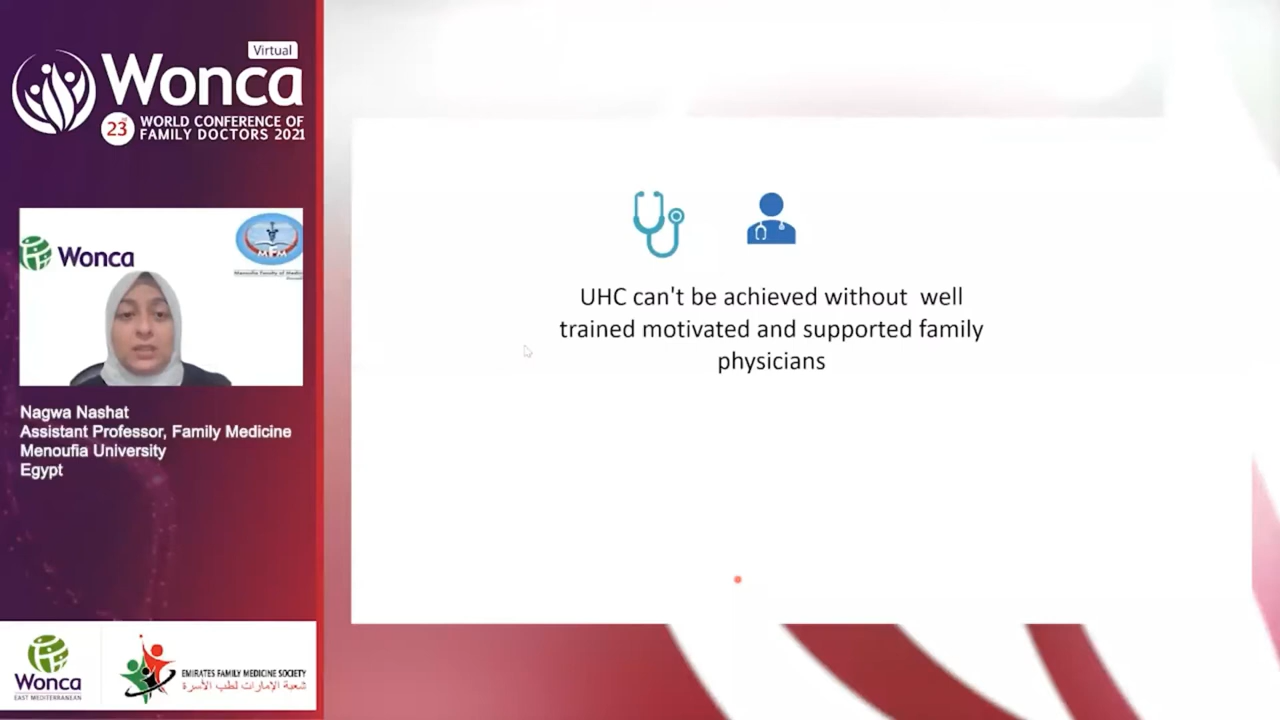 Virtual
Wonca
23
WORLD CONFERENCE OF
FAMILY DOCTORS 2021
Wonca
MFM
Nagwa Nashat
Assistant Professor, Family Medicine
Menoufia University
Egypt
UHC can't be achieved without well
trained motivated and supported family
physicians
Wonca
EAST MEDITERRANEAN
EMIRATES FAMILY MEDICINE SOCIETY
شعبة الإمارات لطب الأسرة